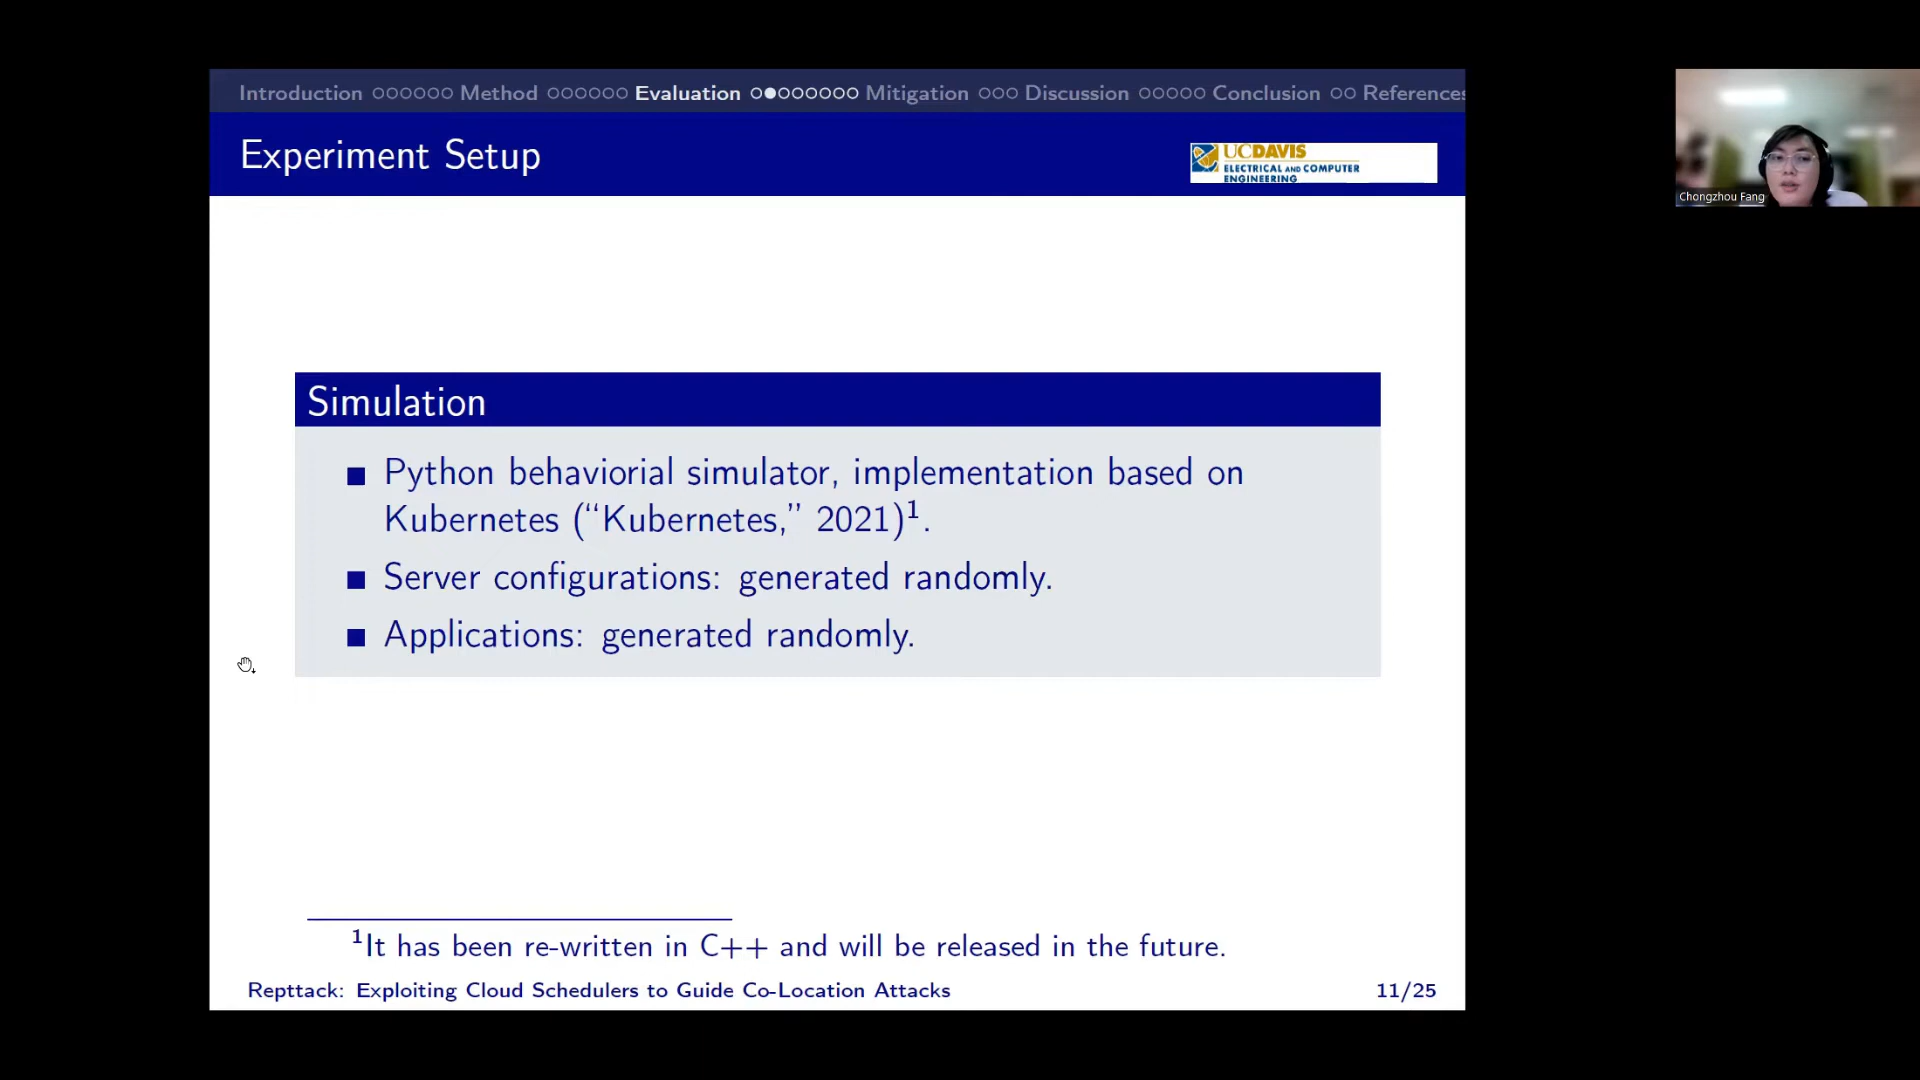 Introduction Method Evaluation Mitigation Discussion Conclusion References
Experiment Setup
UCDAVIS
ELECTRICAL AND COMPUTER
ENGINEERING
Chongzhou Fang
Simulation
Python behaviorial simulator, implementation based on
Kubernetes (“Kubernetes,” 2021)¹.
Server configurations: generated randomly.
Applications: generated randomly.
¹It has been re-written in C++ and will be released in the future.
Repttack: Exploiting Cloud Schedulers to Guide Co-Location Attacks 11/25